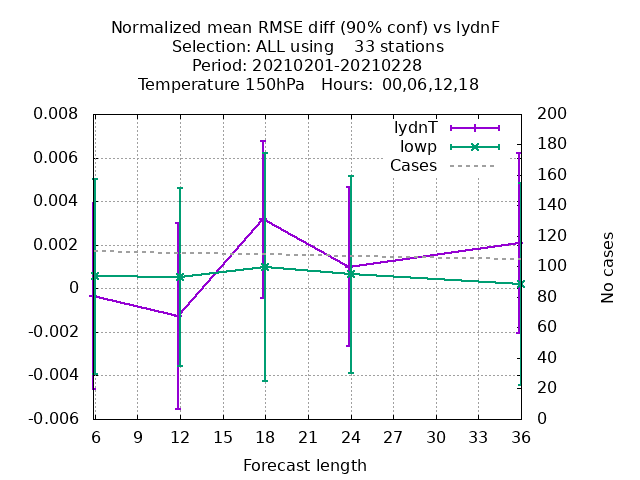 Normalized mean RMSE diff (90% conf) vs lydnF
Selection: ALL using    33 stations
Period: 20210201-20210228
Temperature 150hPa   Hours: 00,06,12,18
0.008
0.006
0.004
0.002
0
-0.002
-0.004
-0.006
lydnT
lowp
Cases
200
180
160
140
120
100
80
60
40
20
0
No cases
6 9 12 15 18 21 24 27 30 33 36
Forecast length